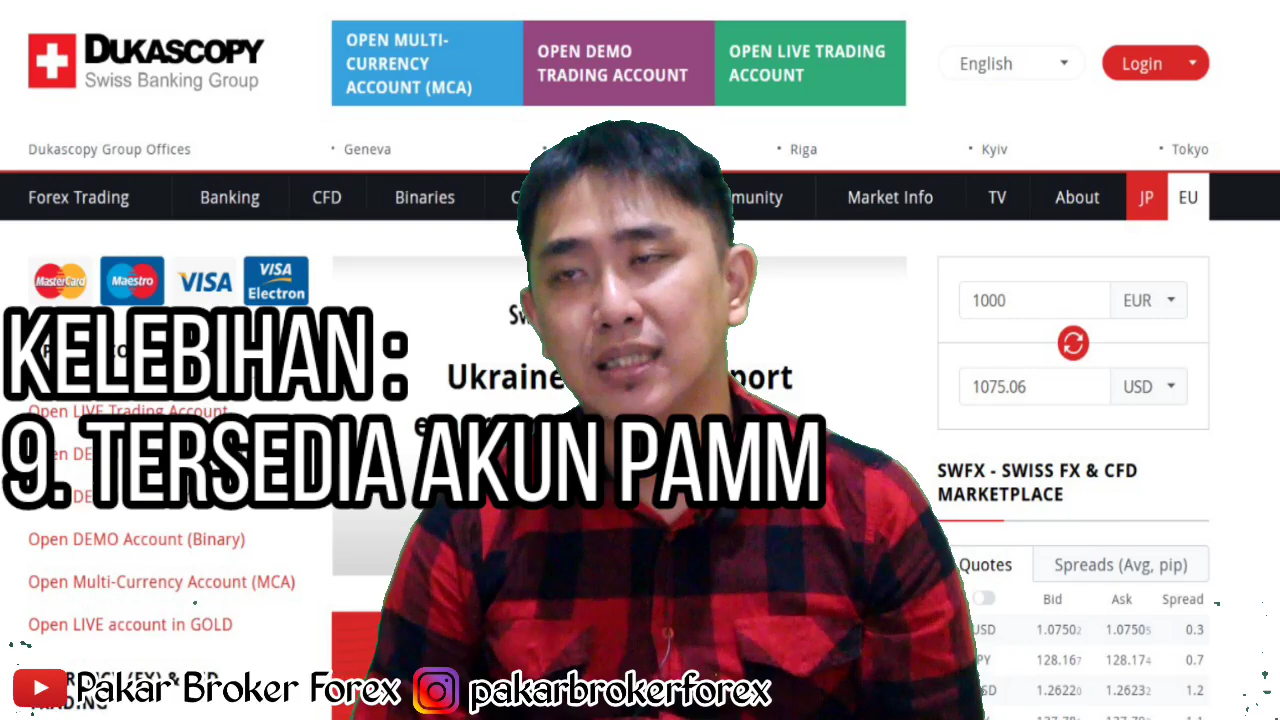 DUKASCOPY
Swiss Banking Group
OPEN MULTI-
CURRENCY
ACCOUNT (MCA)
OPEN DEMO
TRADING ACCOUNT
OPEN LIVE TRADING
ACCOUNT
English
Login
Dukascopy Group Offices
Geneva
Riga
Kyiv
Tokyo
Forex Trading
Banking
CFD
Binaries
Market Info
TV
About
JP
EU
MasterCard
Maestro
VISA
VISA
Electron
KELEBIHAN :
9. TERSEDIA AKUN PAMM
Ukraine
Open LIVE Trading Account
Open DEMO Account (Binary)
Open Multi-Currency Account (MCA)
Open LIVE account in GOLD
1000
EUR
1075.06
USD
SWFX - SWISS FX & CFD
MARKETPLACE
Quotes
Spreads (Avg, pip)
Bid Ask Spread
1.07502 1.07505 0.3
128.167 128.174 0.7
1.26220 1.26232 1.2
TRADING
Pakar Broker Forex
pakarbrokerforex